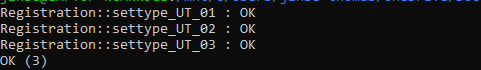 Registration::settype_UT_01 : OK
Registration::settype_UT_02 : OK
Registration::settype_UT_03 : OK
OK (3)